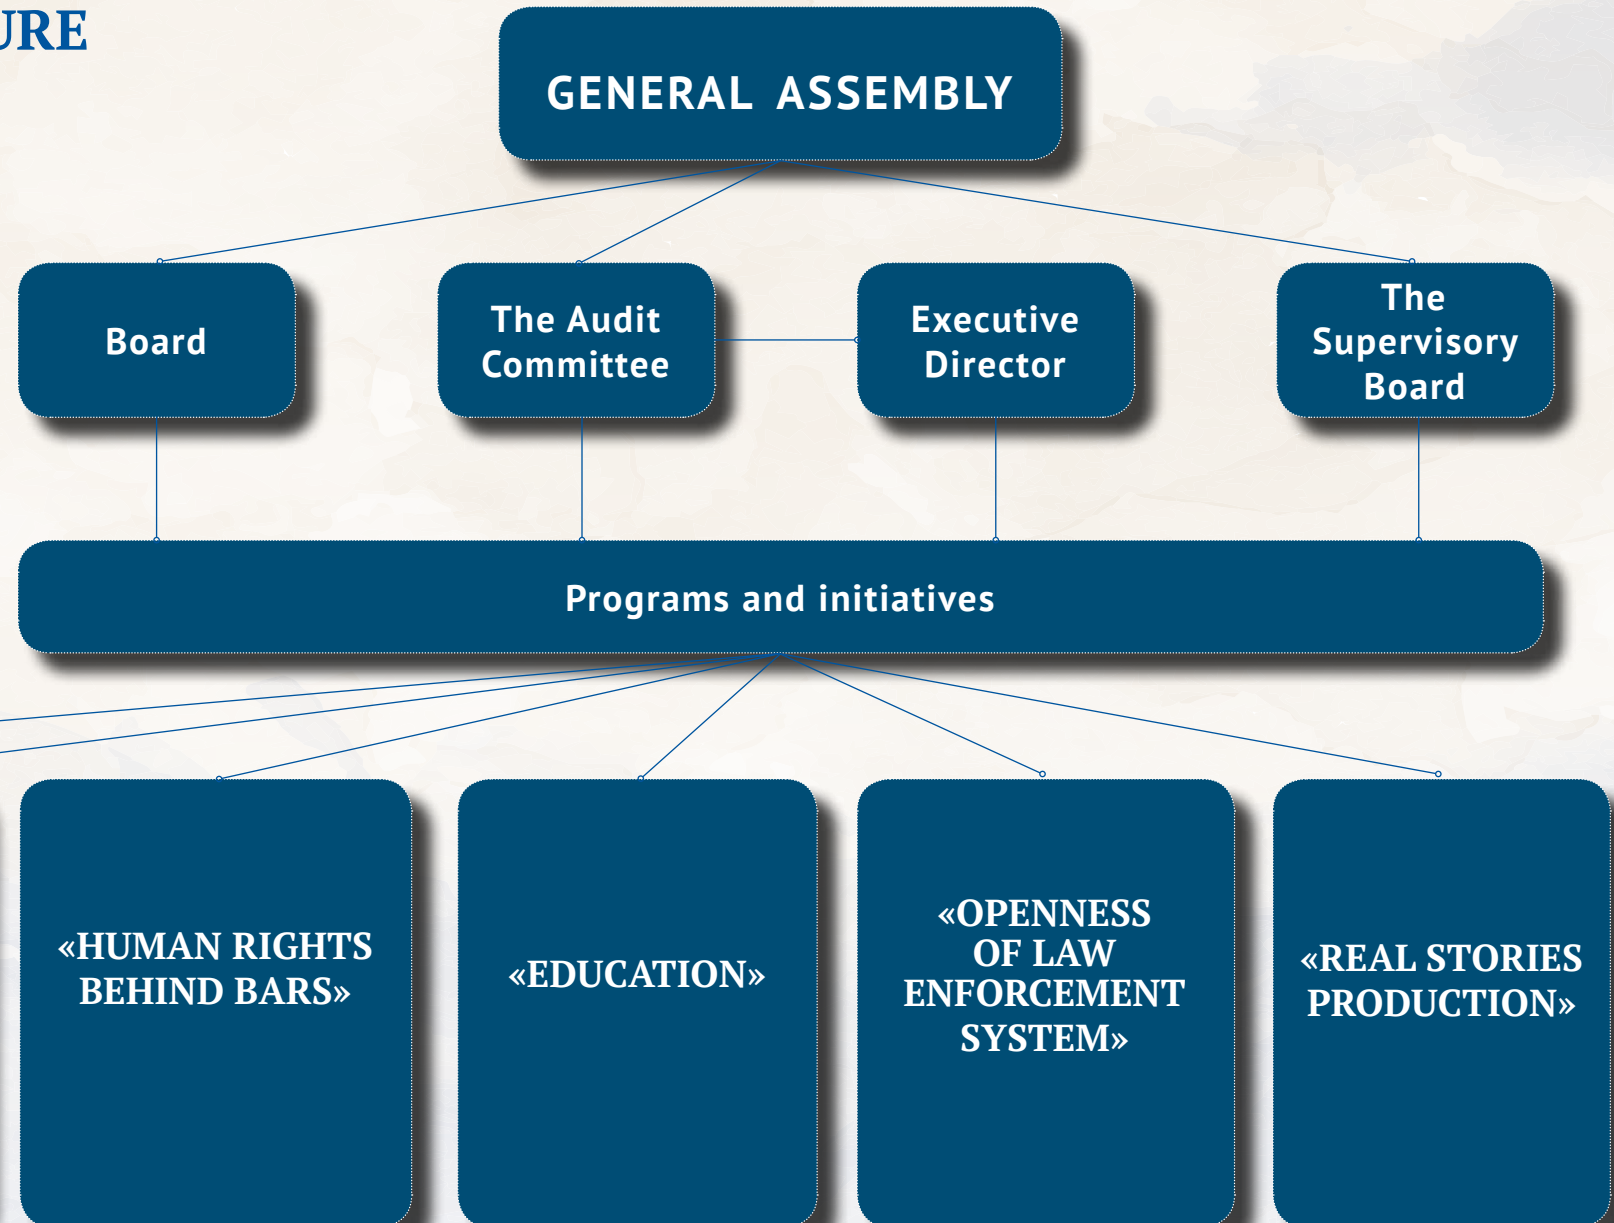 URE
GENERAL ASSEMBLY
Board
The Audit
Committee
Executive
Director
The
Supervisory
Board
Programs and initiatives
«HUMAN RIGHTS
BEHIND BARS»
«EDUCATION»
«OPENNESS
OF LAW
ENFORCEMENT
SYSTEM»
«REAL STORIES
PRODUCTION»